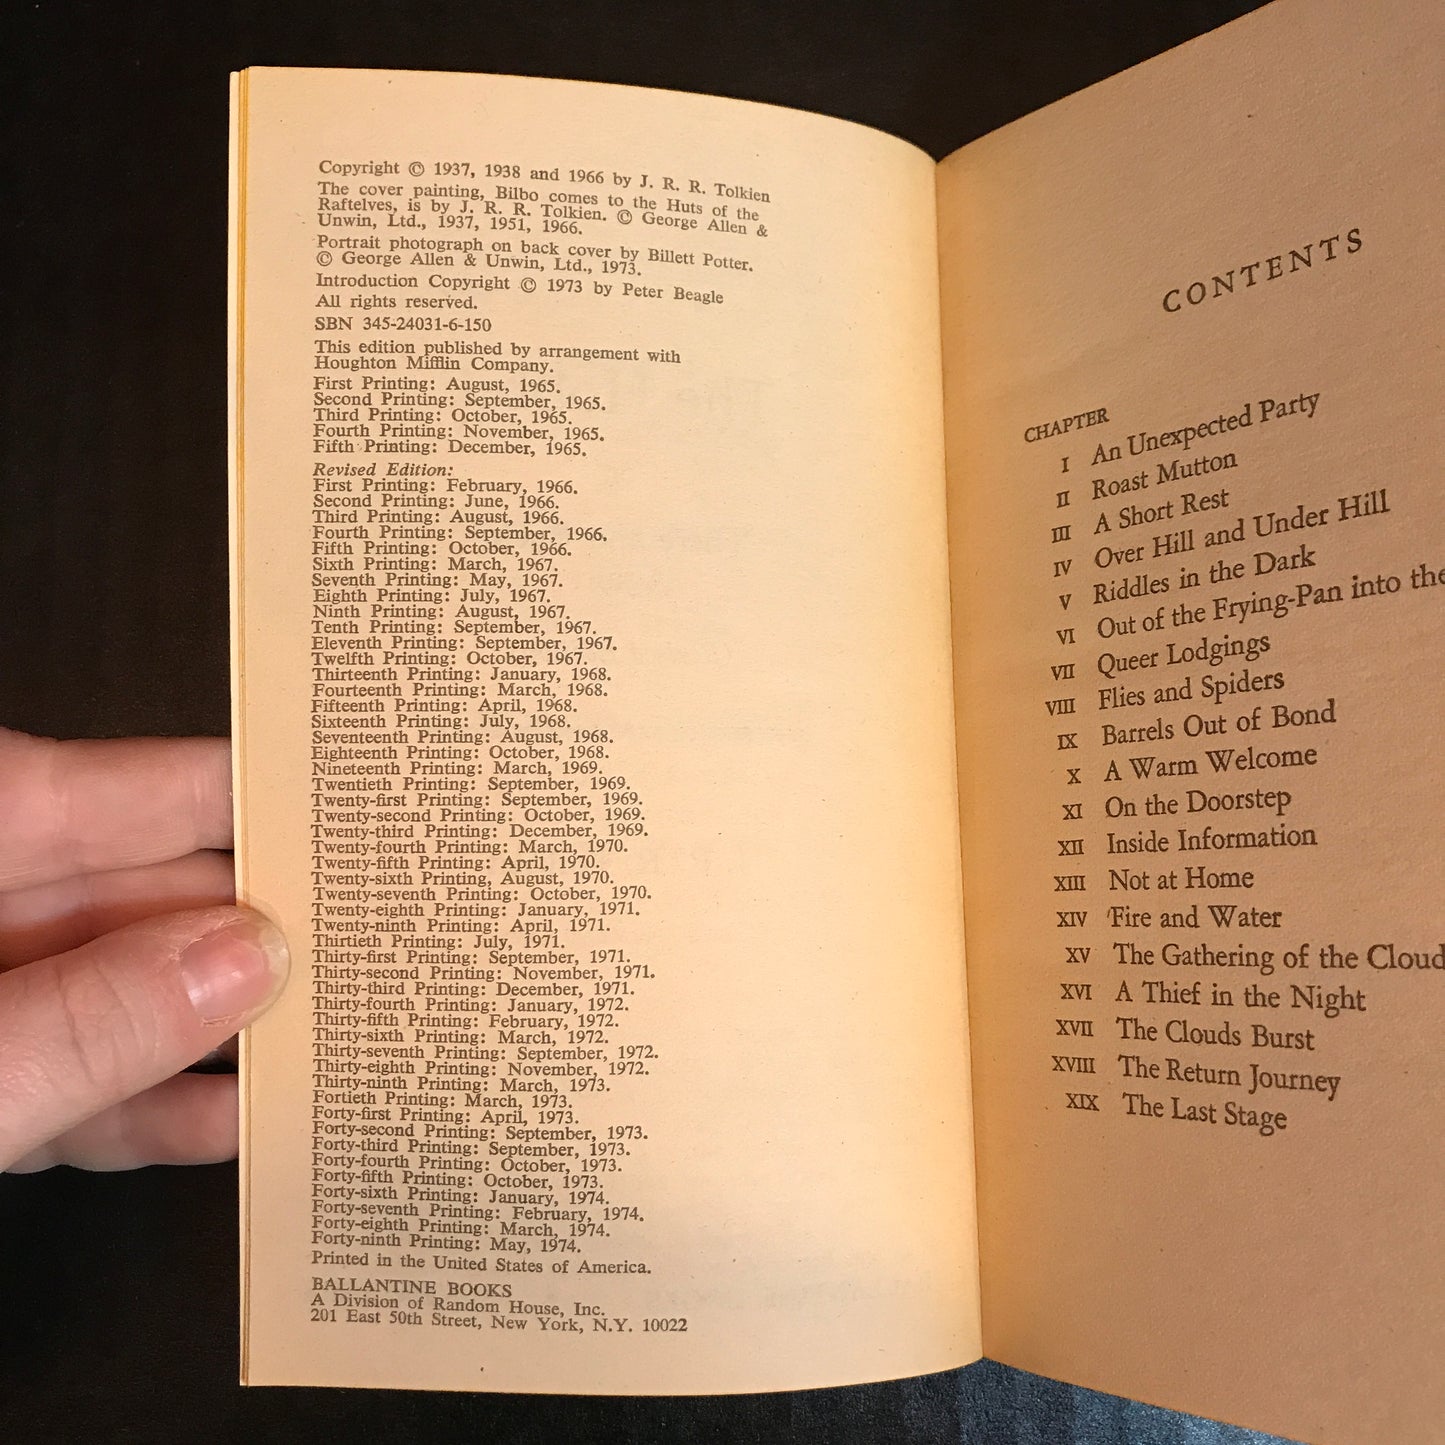 Copyright © 1937, 1938 and 1966 by J. R. R. Tolkien
The cover painting, Bilbo comes to the Huts of the
Raftelves, is by J. R. R. Tolkien. © George Allen &
Unwin, Ltd., 1937, 1951, 1966.
Portrait photograph on back cover by Billett Potter.
© George Allen & Unwin, Ltd., 1973.
Introduction Copyright © 1973 by Peter Beagle
All rights reserved.
SBN 345-24031-6-150
This edition published by arrangement with
Houghton Mifflin Company.
First Printing: August, 1965.
Second Printing: September, 1965.
Third Printing: October, 1965.
Fourth Printing: November, 1965.
Fifth Printing: December, 1965.
Revised Edition:
First Printing: February, 1966.
Second Printing: June, 1966.
Third Printing: August, 1966.
Fourth Printing: September, 1966.
Fifth Printing: October, 1966.
Sixth Printing: March, 1967.
Seventh Printing: May, 1967.
Eighth Printing: July, 1967.
Ninth Printing: August, 1967.
Tenth Printing: September, 1967.
Eleventh Printing: September, 1967.
Twelfth Printing: October, 1967.
Thirteenth Printing: January, 1968.
Fourteenth Printing: March, 1968.
Fifteenth Printing: April, 1968.
Sixteenth Printing: July, 1968.
Seventeenth Printing: August, 1968.
Eighteenth Printing: October, 1968.
Nineteenth Printing: March, 1969.
Twentieth Printing: September, 1969.
Twenty-first Printing: September, 1969.
Twenty-second Printing: October, 1969.
Twenty-third Printing: December, 1969.
Twenty-fourth Printing: March, 1970.
Twenty-fifth Printing: April, 1970.
Twenty-sixth Printing, August, 1970.
Twenty-seventh Printing: October, 1970.
Twenty-eighth Printing: January, 1971.
Twenty-ninth Printing: April, 1971.
Thirtieth Printing: July, 1971.
Thirty-first Printing: September, 1971.
Thirty-second Printing: November, 1971.
Thirty-third Printing: December, 1971.
Thirty-fourth Printing: January, 1972.
Thirty-fifth Printing: February, 1972.
Thirty-sixth Printing: March, 1972.
Thirty-seventh Printing: September, 1972.
Thirty-eighth Printing: November, 1972.
Thirty-ninth Printing: March, 1973.
Fortieth Printing: March, 1973.
Forty-first Printing: April, 1973.
Forty-second Printing: September, 1973.
Forty-third Printing: September, 1973.
Forty-fourth Printing: October, 1973.
Forty-fifth Printing: October, 1973.
Forty-sixth Printing: January, 1974.
Forty-seventh Printing: February, 1974.
Forty-eighth Printing: March, 1974.
Forty-ninth Printing: May, 1974.
Printed in the United States of America.
BALLANTINE BOOKS
A Division of Random House, Inc.
201 East 50th Street, New York, N.Y. 10022
CONTENTS
CHAPTER
I An Unexpected Party
II Roast Mutton
III A Short Rest
IV Over Hill and Under Hill
V Riddles in the Dark
VI Out of the Frying-Pan into the
VII Queer Lodgings
VIII Flies and Spiders
IX Barrels Out of Bond
X A Warm Welcome
XI On the Doorstep
XII Inside Information
XIII Not at Home
XIV Fire and Water
XV The Gathering of the Cloud
XVI A Thief in the Night
XVII The Clouds Burst
XVIII The Return Journey
XIX The Last Stage